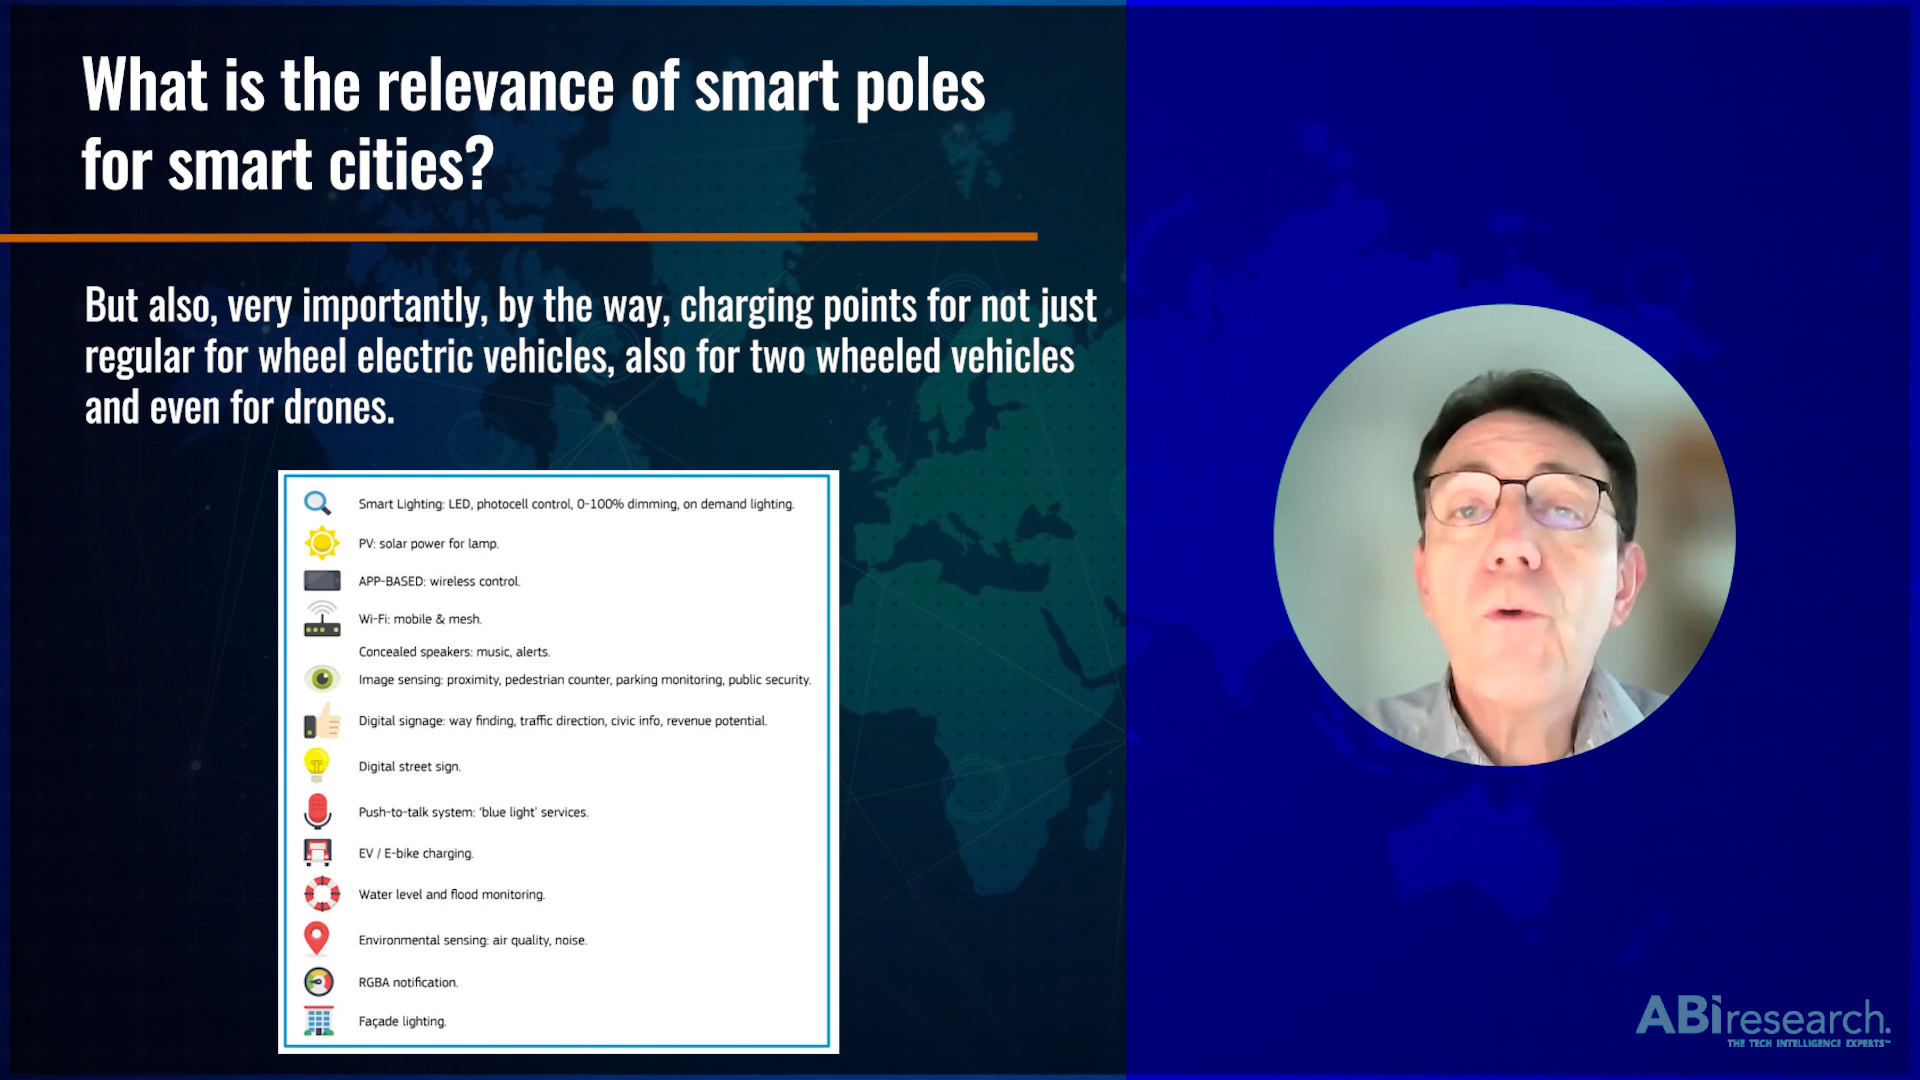 What is the relevance of smart poles
for smart cities?
But also, very importantly, by the way, charging points for not just
regular for wheel electric vehicles, also for two wheeled vehicles
and even for drones.
Smart Lighting: LED, photocell control, 0-100% dimming, on demand lighting.
PV: solar power for lamp.
APP-BASED: wireless control.
Wi-Fi: mobile & mesh.
Concealed speakers: music, alerts.
Image sensing: proximity, pedestrian counter, parking monitoring, public security.
Digital signage: way finding, traffic direction, civic info, revenue potential.
Digital street sign.
Push-to-talk system: 'blue light' services.
EV / E-bike charging.
Water level and flood monitoring.
Environmental sensing: air quality, noise.
RGBA notification.
Façade lighting.
ABiresearch.
THE TECH INTELLIGENCE EXPERTS™